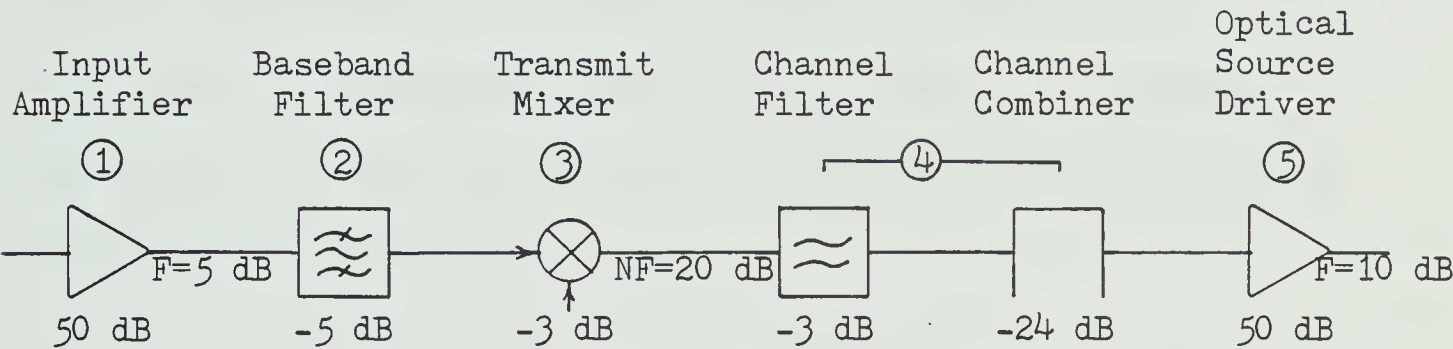 Input
Amplifier
①
Baseband
Filter
②
Transmit
Mixer
③
Channel
Filter
Channel
Combiner
④
Optical
Source
Driver
⑤
F=5 dB
NF=20 dB
F=10 dB
50 dB
-5 dB
-3 dB
-3 dB
-24 dB
50 dB